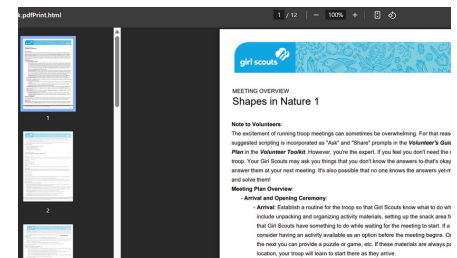 k.pdfPrint.html
1 / 12
100%
1
2
girl scouts
MEETING OVERVIEW
Shapes in Nature 1
Note to Volunteers:
The excitement of running troop meetings can sometimes be overwhelming. For that reas
suggested scripting is incorporated as "Ask" and "Share" prompts in the Volunteer's Guid
Plan in the Volunteer Toolkit. However, you're the expert. If you feel you don't need the s
troop. Your Girl Scouts may ask you things that you don't know the answers to-that's okay
answer them at your next meeting. It's also possible that no one knows the answers yet-m
and solve them!
Meeting Plan Overview:
- Arrival and Opening Ceremony:
- Arrival: Establish a routine for the troop so that Girl Scouts know what to do wh
include unpacking and organizing activity materials, setting up the snack area f
that Girl Scouts have something to do while waiting for the meeting to start. If a
consider having an activity available as an option before the meeting begins. Or
the next you can provide a puzzle or game, etc. If these materials are always pa
location, your troop will learn to start there as they arrive.